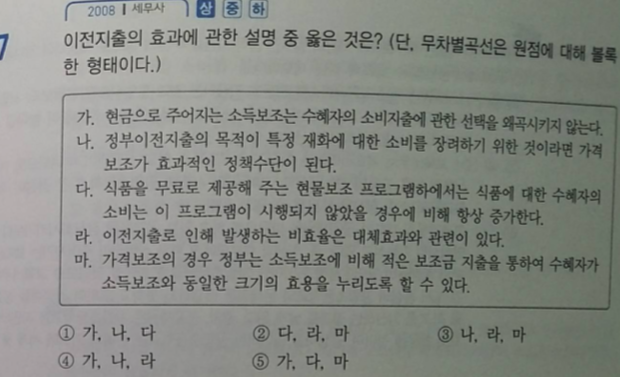 2008 | 세무사 상 중 하
7
이전지출의 효과에 관한 설명 중 옳은 것은? (단, 무차별곡선은 원점에 대해 볼록
한 형태이다.)
가. 현금으로 주어지는 소득보조는 수혜자의 소비지출에 관한 선택을 왜곡시키지 않는다.
나. 정부이전지출의 목적이 특정 재화에 대한 소비를 장려하기 위한 것이라면 가격
보조가 효과적인 정책수단이 된다.
다. 식품을 무료로 제공해 주는 현물보조 프로그램하에서는 식품에 대한 수혜자의
소비는 이 프로그램이 시행되지 않았을 경우에 비해 항상 증가한다.
라. 이전지출로 인해 발생하는 비효율은 대체효과와 관련이 있다.
마. 가격보조의 경우 정부는 소득보조에 비해 적은 보조금 지출을 통하여 수혜자가
소득보조와 동일한 크기의 효용을 누리도록 할 수 있다.
① 가, 나, 다 ② 다, 라, 마 ③ 나, 라, 마
④ 가, 나, 라 ⑤ 가, 다, 마